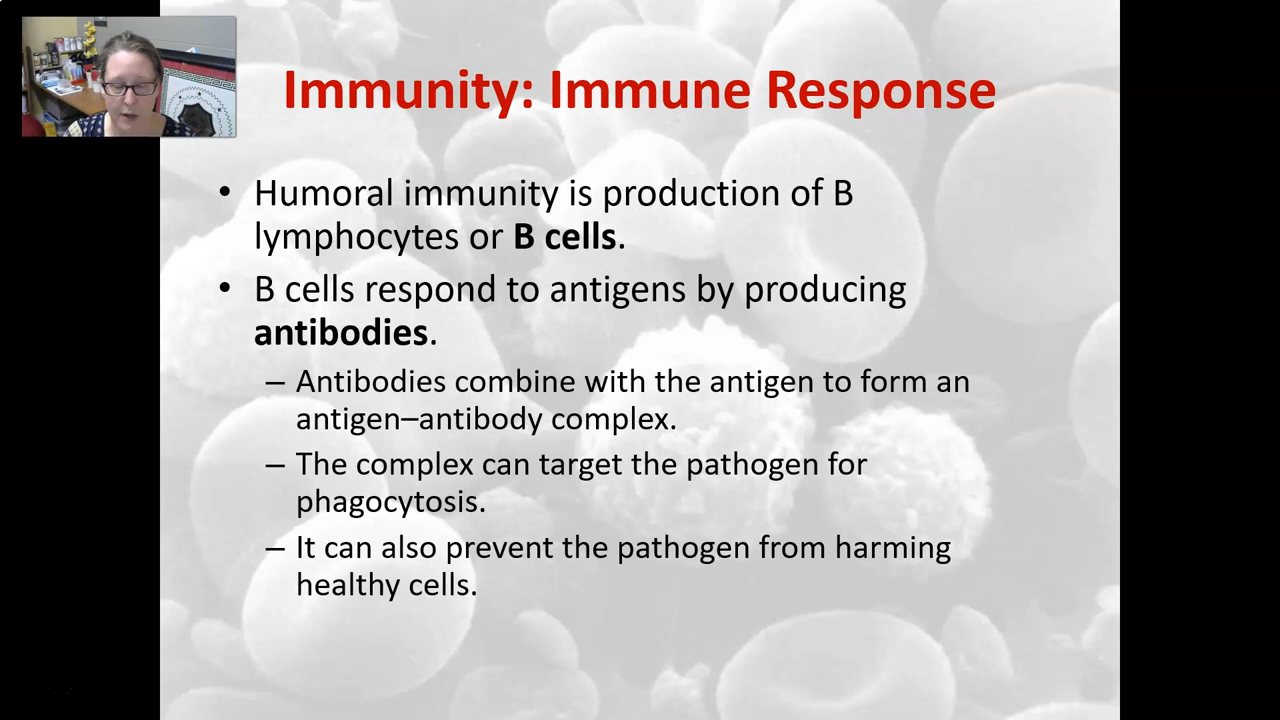 Immunity: Immune Response
• Humoral immunity is production of B
lymphocytes or B cells.
• B cells respond to antigens by producing
antibodies.
– Antibodies combine with the antigen to form an
antigen–antibody complex.
– The complex can target the pathogen for
phagocytosis.
– It can also prevent the pathogen from harming
healthy cells.